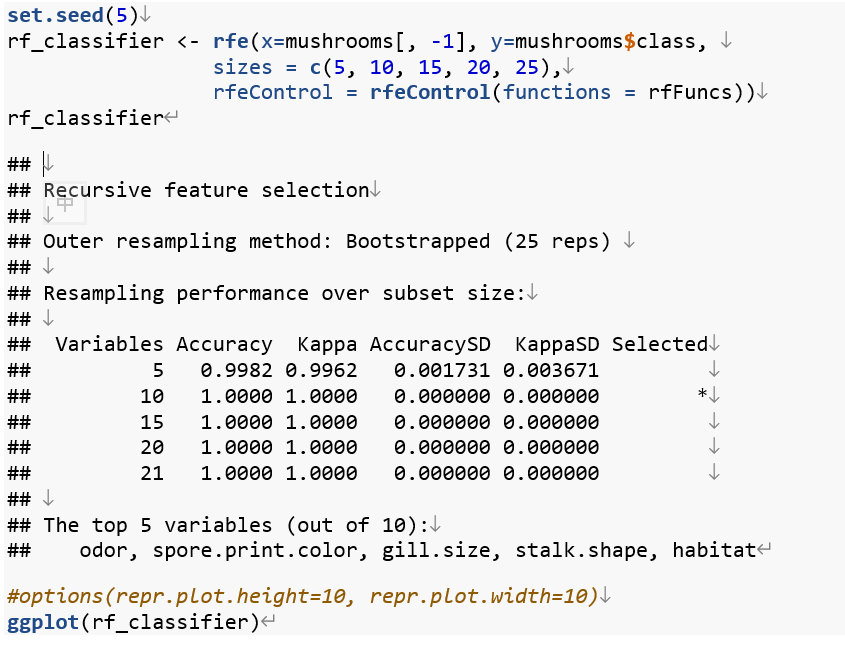 set.seed(5)↓
rf_classifier <- rfe(x=mushrooms[, -1], y=mushrooms$class, ↓
                 sizes = c(5, 10, 15, 20, 25),↓
                 rfeControl = rfeControl(functions = rfFuncs))↓
rf_classifier↵
## ↓
## Recursive feature selection↓
中
## ↓
## Outer resampling method: Bootstrapped (25 reps) ↓
## ↓
## Resampling performance over subset size:↓
## ↓
##  Variables Accuracy  Kappa AccuracySD  KappaSD Selected↓
##          5   0.9982 0.9962   0.001731 0.003671         ↓
##         10   1.0000 1.0000   0.000000 0.000000        *↓
##         15   1.0000 1.0000   0.000000 0.000000         ↓
##         20   1.0000 1.0000   0.000000 0.000000         ↓
##         21   1.0000 1.0000   0.000000 0.000000         ↓
## ↓
## The top 5 variables (out of 10):↓
##    odor, spore.print.color, gill.size, stalk.shape, habitat↵
#options(repr.plot.height=10, repr.plot.width=10)↓
ggplot(rf_classifier)↵